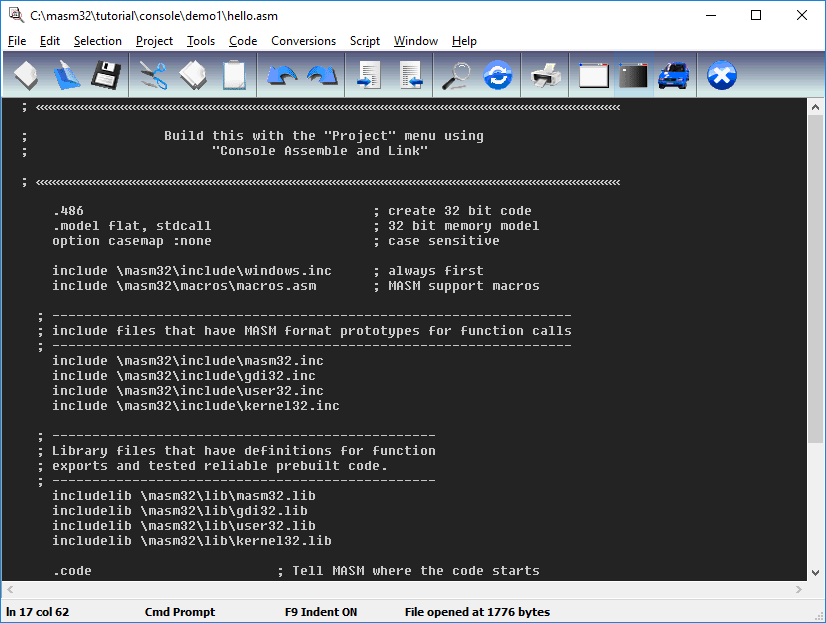 C:\masm32\tutorial\console\demo1\hello.asm
File Edit Selection Project Tools Code Conversions Script Window Help
;
; Build this with the "Project" menu using
; "Console Assemble and Link"
;
.486 ; create 32 bit code
.model flat, stdcall ; 32 bit memory model
option casemap :none ; case sensitive
include \masm32\include\windows.inc ; always first
include \masm32\macros\macros.asm ; MASM support macros
; -----------------------------------------------------------------
; include files that have MASM format prototypes for function calls
; -----------------------------------------------------------------
include \masm32\include\masm32.inc
include \masm32\include\gdi32.inc
include \masm32\include\user32.inc
include \masm32\include\kernel32.inc
; ------------------------------------------------
; Library files that have definitions for function
; exports and tested reliable prebuilt code.
; ------------------------------------------------
includelib \masm32\lib\masm32.lib
includelib \masm32\lib\gdi32.lib
includelib \masm32\lib\user32.lib
includelib \masm32\lib\kernel32.lib
.code ; Tell MASM where the code starts
ln 17 col 62 Cmd Prompt F9 Indent ON File opened at 1776 bytes